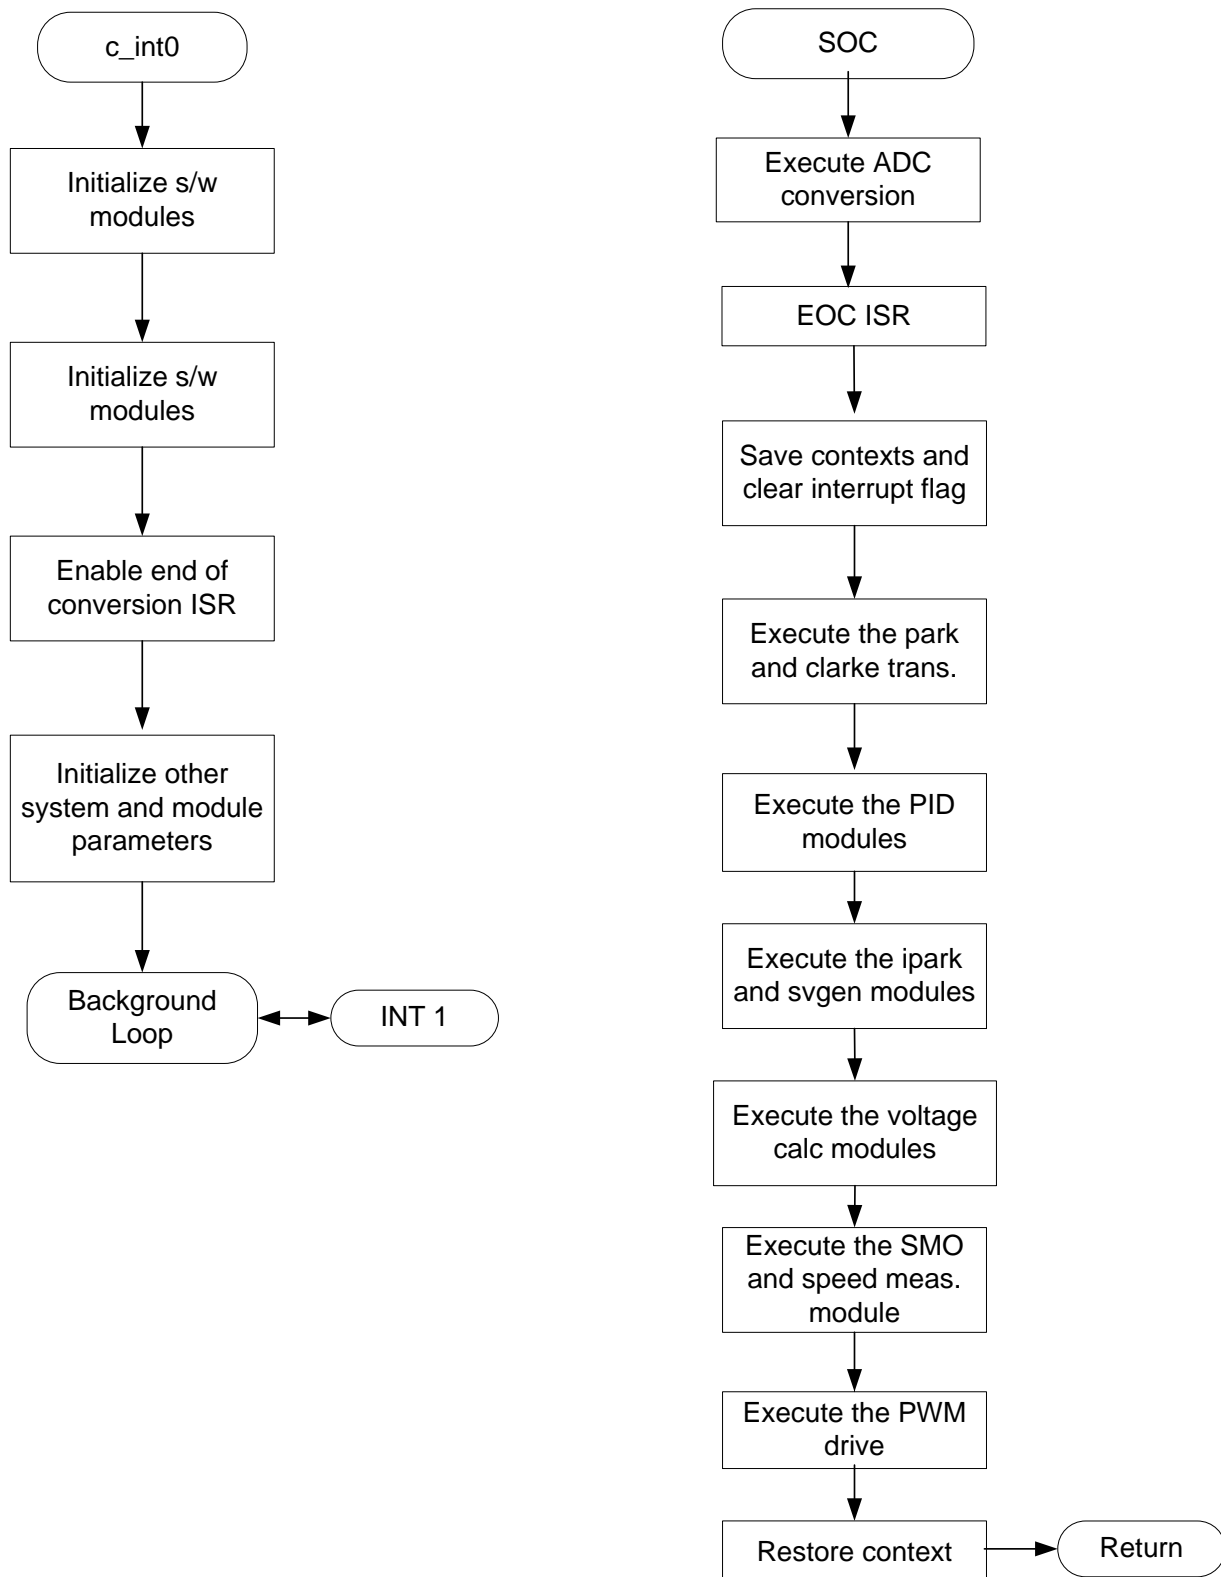 c_int0
Initialize s/w
modules
Initialize s/w
modules
Enable end of
conversion ISR
Initialize other
system and module
parameters
Background
Loop
INT 1
SOC
Execute ADC
conversion
EOC ISR
Save contexts and
clear interrupt flag
Execute the park
and clarke trans.
Execute the PID
modules
Execute the ipark
and svgen modules
Execute the voltage
calc modules
Execute the SMO
and speed meas.
module
Execute the PWM
drive
Restore context
Return